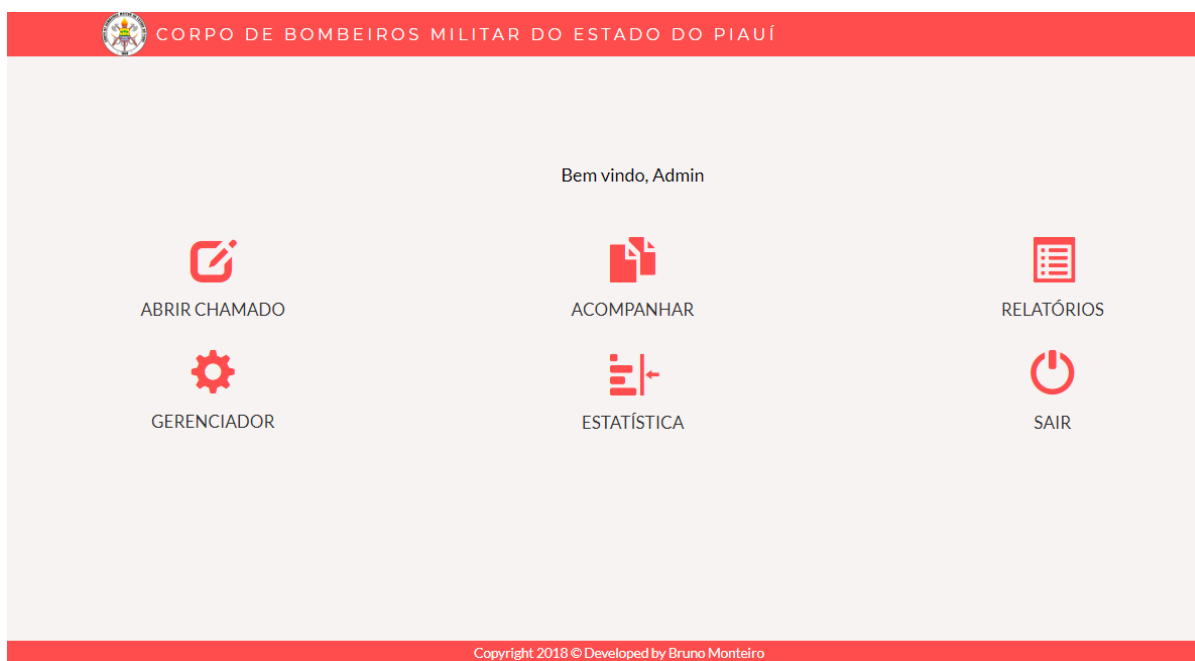 CORPO DE BOMBEIROS MILITAR DO ESTADO DO PIAUÍ
Bem vindo, Admin
ABRIR CHAMADO
ACOMPANHAR
RELATÓRIOS
GERENCIADOR
ESTATÍSTICA
SAIR
Copyright 2018 © Developed by Bruno Monteiro